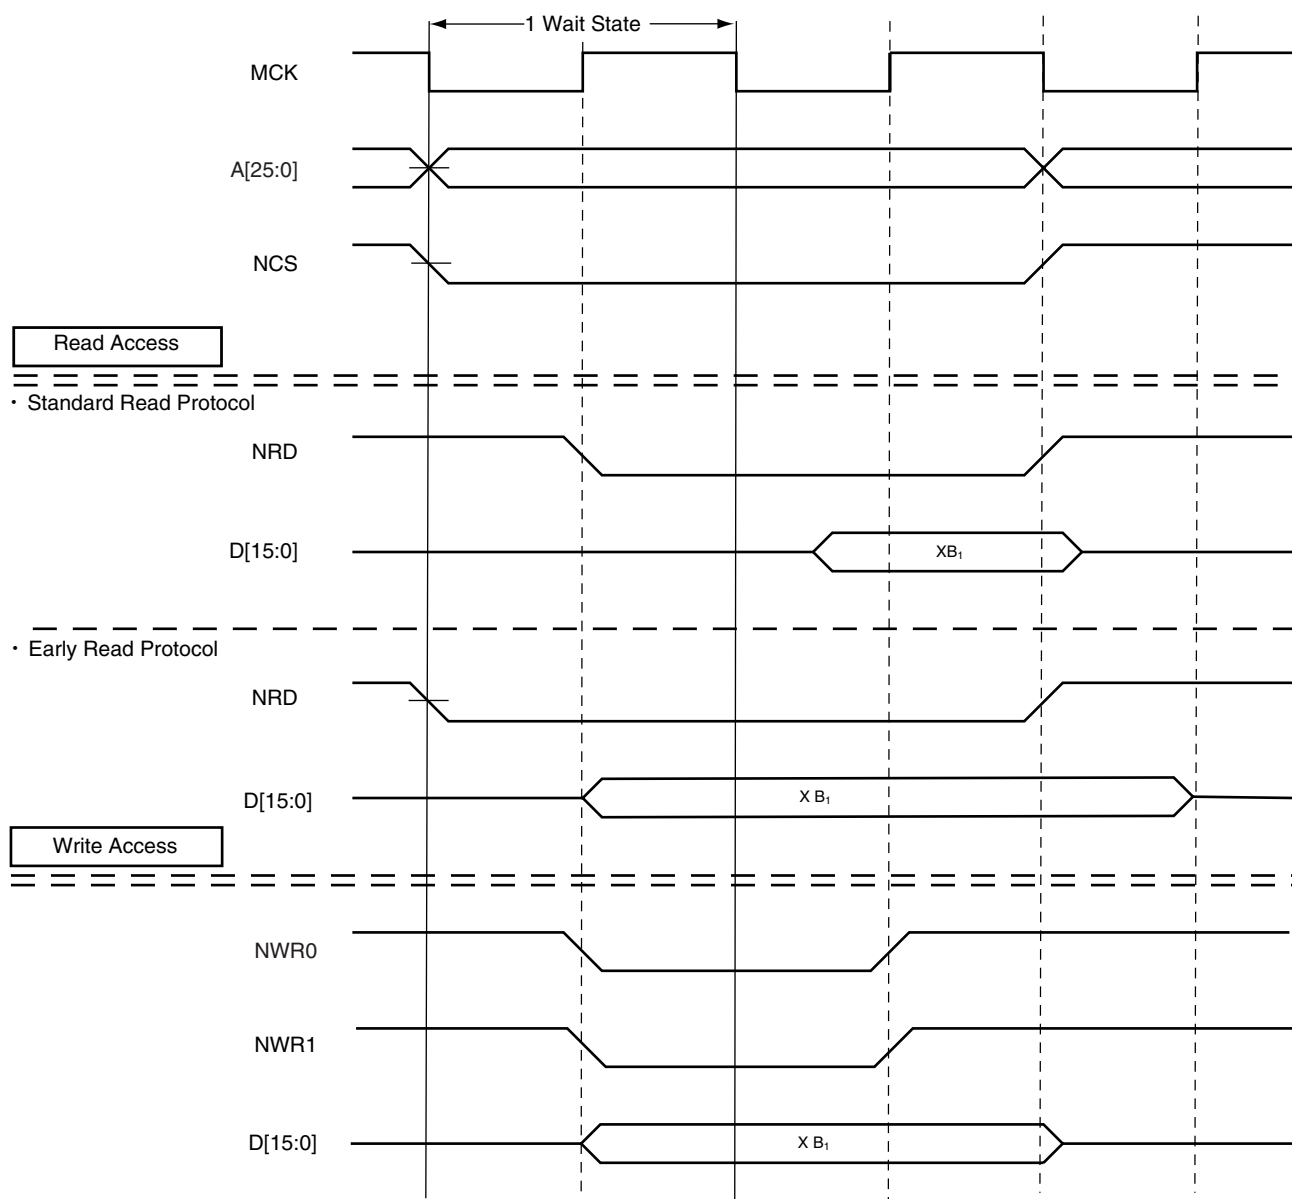 1 Wait State
MCK
A[25:0]
NCS
Read Access
· Standard Read Protocol
NRD
D[15:0]
XB₁
· Early Read Protocol
NRD
D[15:0]
X B₁
Write Access
NWR0
NWR1
D[15:0]
X B₁